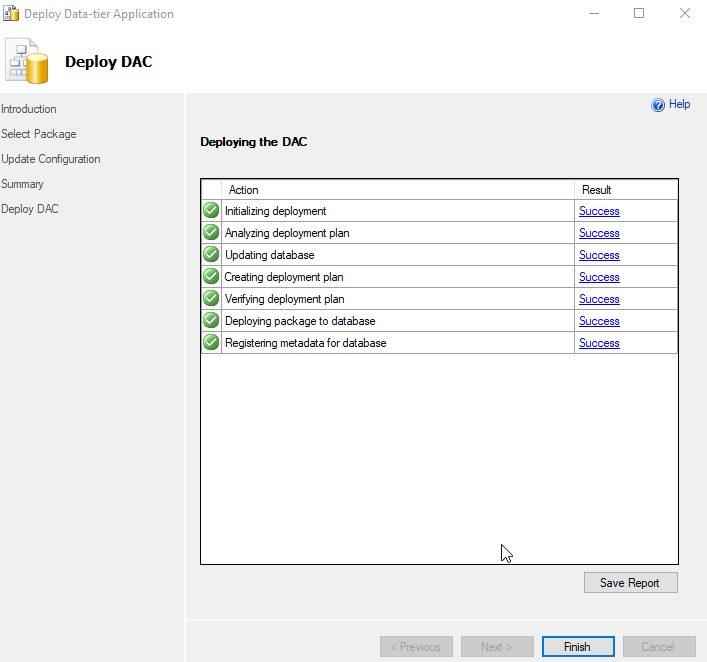 Deploy Data-tier Application
Deploy DAC
Help
Introduction
Select Package
Update Configuration
Summary
Deploy DAC
Deploying the DAC
Action Result
Initializing deployment Success
Analyzing deployment plan Success
Updating database Success
Creating deployment plan Success
Verifying deployment plan Success
Deploying package to database Success
Registering metadata for database Success
Save Report
< Previous Next > Finish Cancel